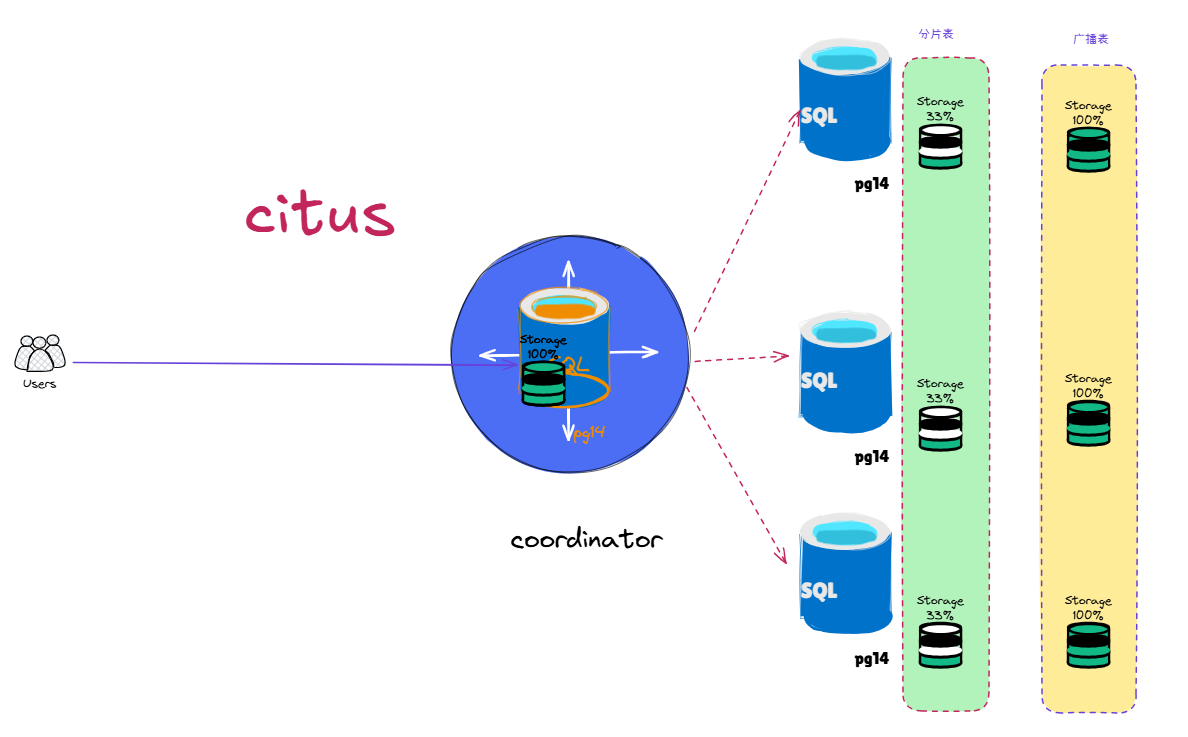 分片表
广播表
Storage
33%
Storage
100%
SQL
pg14
citus
Storage
100%
SQL
pg14
Users
coordinator
SQL
pg14
Storage
33%
Storage
100%
SQL
pg14
Storage
33%
Storage
100%